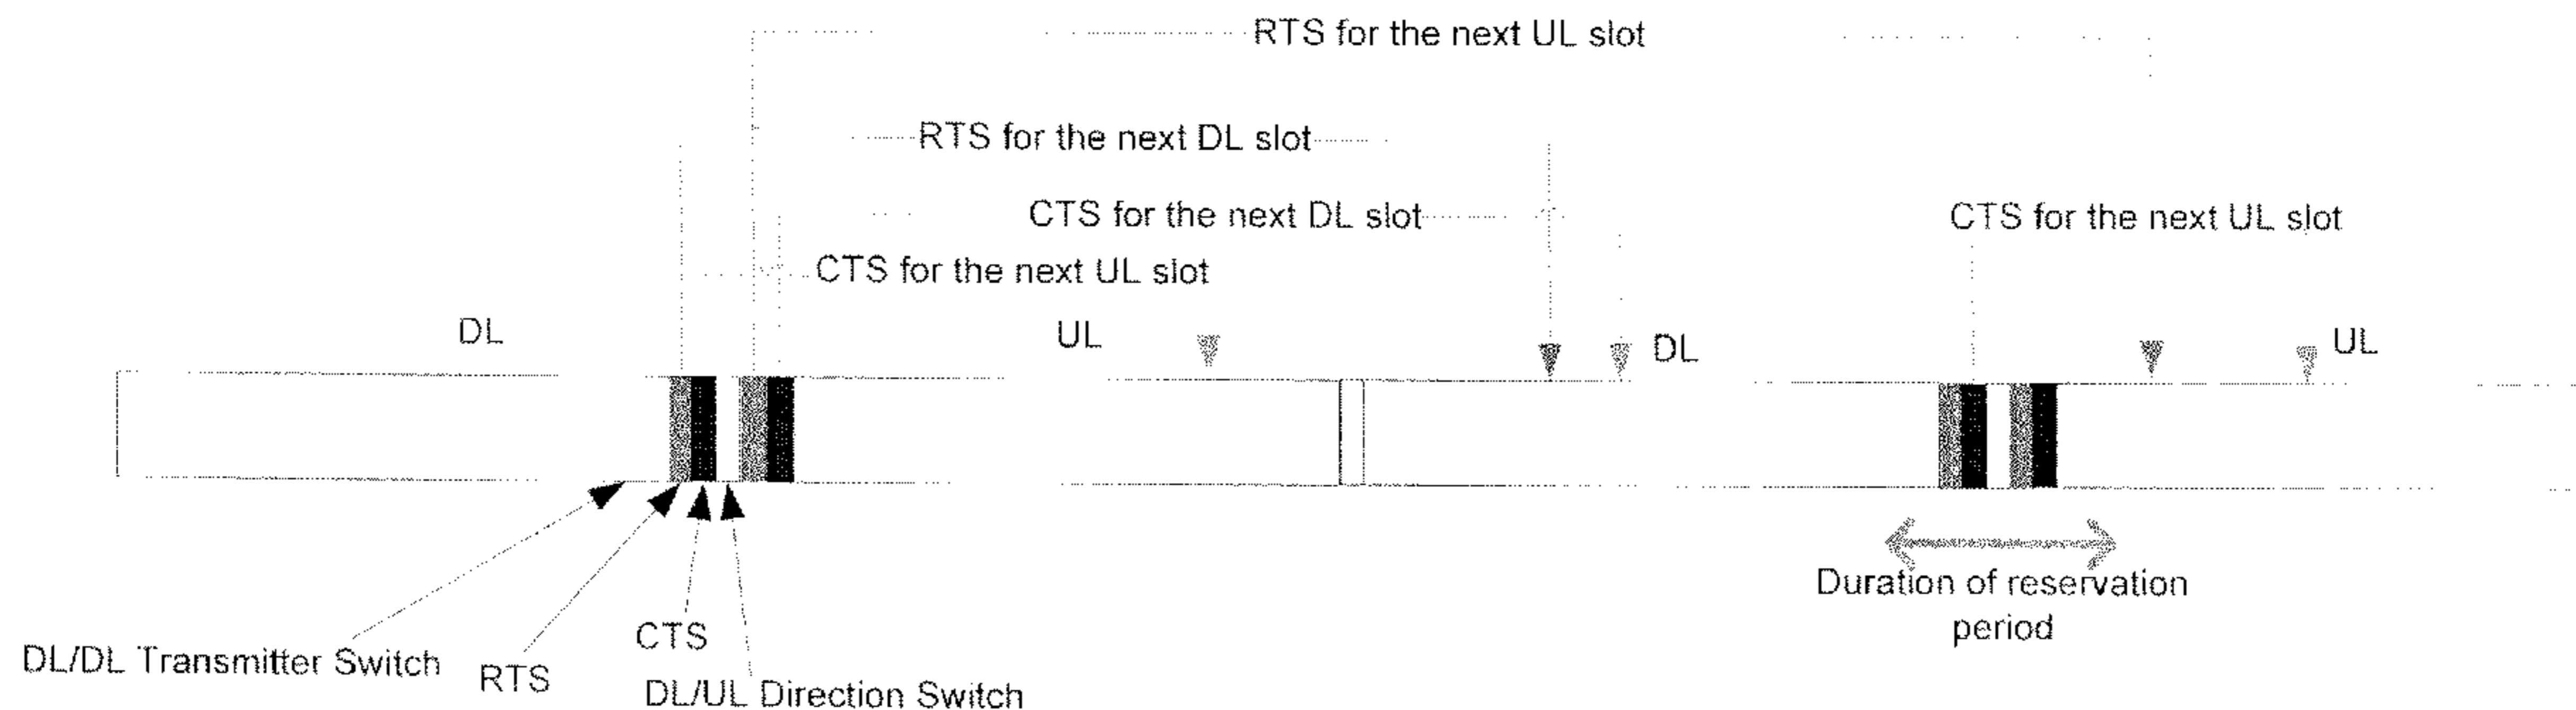 RTS for the next UL slot
RTS for the next DL slot
CTS for the next DL slot
CTS for the next UL slot
CTS for the next UL slot
DL
UL
DL
UL
Duration of reservation
period
DL/DL Transmitter Switch
RTS
CTS
DL/UL Direction Switch